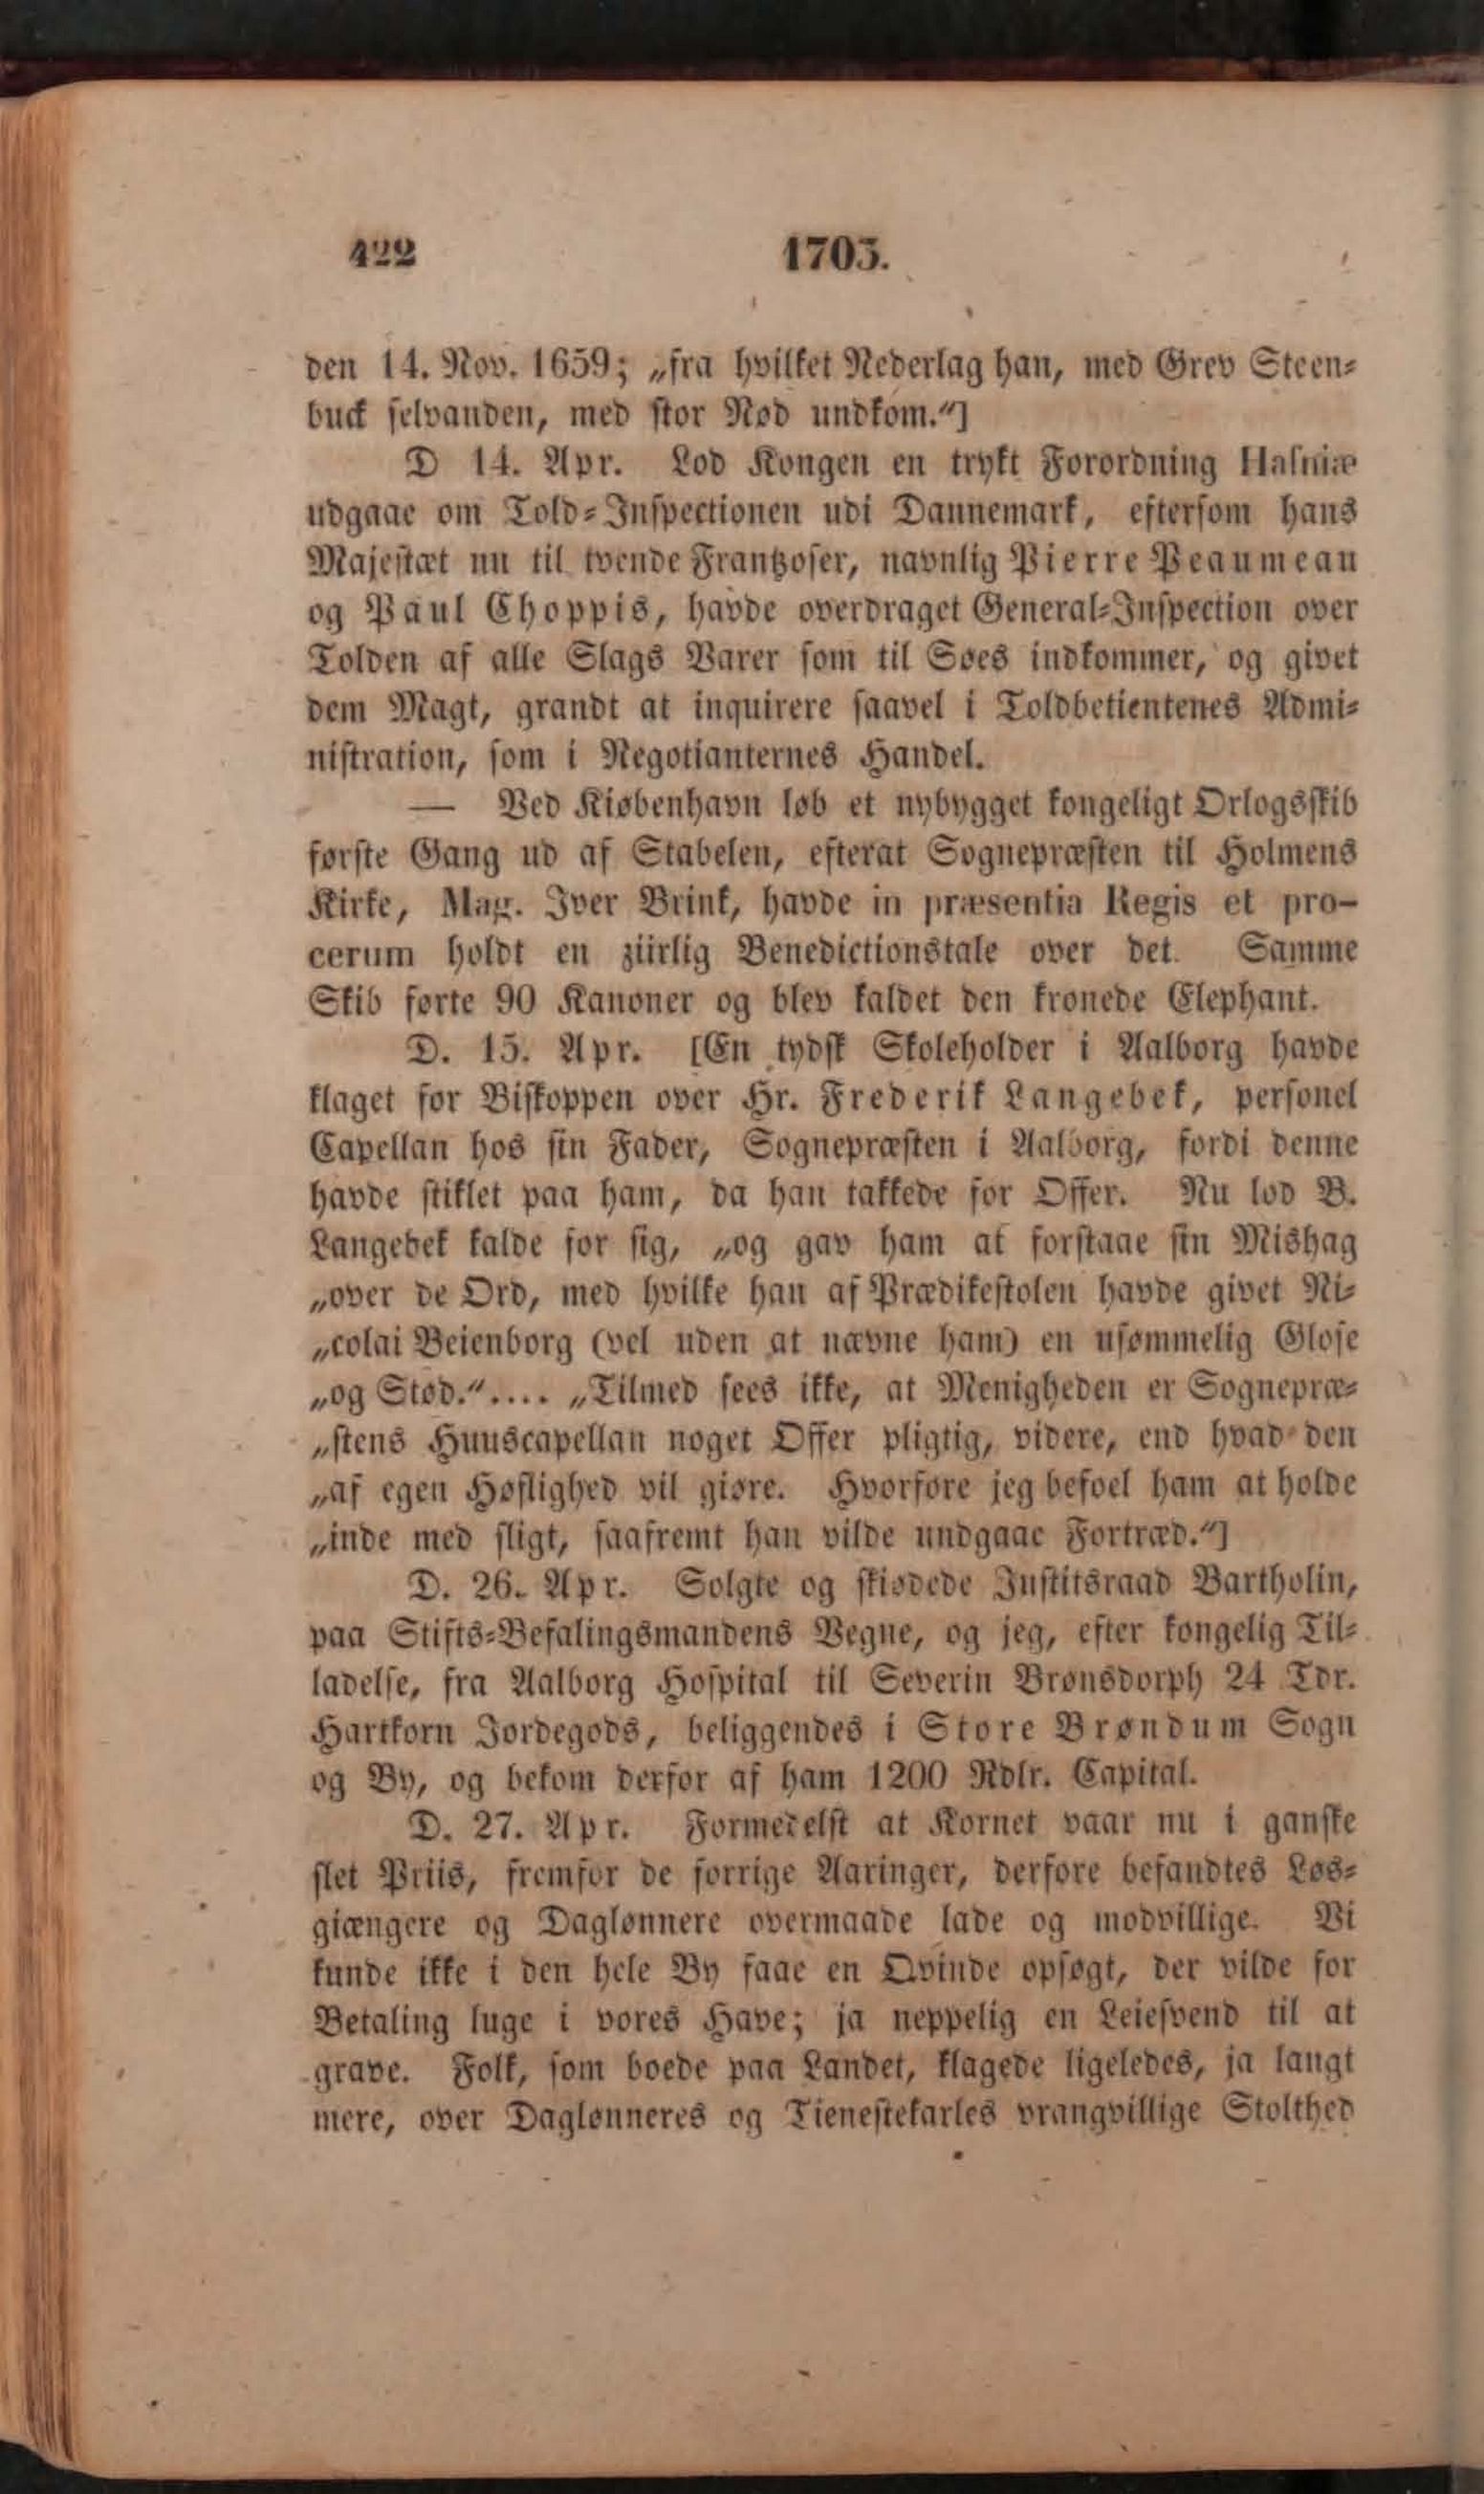 422 1703.
den 14. Nov. 1659; „fra hvilket Nederlag han, med Grev Steen-
buck selvanden, med stor Nød undkom.“]
D 14. Apr. Lod Kongen en trykt Forordning Hafniæ
udgaae om Told-Inspectionen udi Dannemark, eftersom hans
Majestæt nu til tvende Frantzoser, navnlig Pierre Peaumeau
og Paul Choppis, havde overdraget General-Inspection over
Tolden af alle Slags Varer som til Søes indkommer, og givet
dem Magt, grandt at inquirere saavel i Toldbetientenes Admi-
nistration, som i Negotianternes Handel.
— Ved Kiøbenhavn løb et nybygget kongeligt Orlogsskib
første Gang ud af Stabelen, efterat Sognepræsten til Holmens
Kirke, Mag. Iver Brink, havde in præsentia Regis et pro-
cerum holdt en ziirlig Benedictionstale over det. Samme
Skib førte 90 Kanoner og blev kaldet den kronede Elephant.
D. 15. Apr. [En tydsk Skoleholder i Aalborg havde
klaget for Biskoppen over Hr. Frederik Langebek, personel
Capellan hos sin Fader, Sognepræsten i Aalborg, fordi denne
havde stiklet paa ham, da han takkede for Offer. Nu lod B.
Langebek kalde for sig, „og gav ham at forstaae sin Mishag
„over de Ord, med hvilke han af Prædikestolen havde givet Ni-
„colai Beienborg (vel uden at nævne ham) en usømmelig Glose
„og Stød.“.... „Tilmed sees ikke, at Menigheden er Sognepræ-
„stens Huuscapellan noget Offer pligtig, videre, end hvad den
„af egen Høflighed vil giøre. Hvorfore jeg befoel ham at holde
„inde med sligt, saafremt han vilde undgaae Fortræd.“]
D. 26. Apr. Solgte og skiødede Justitsraad Bartholin,
paa Stifts-Befalingsmandens Vegne, og jeg, efter kongelig Til-
ladelse, fra Aalborg Hospital til Severin Brønsdorph 24 Tdr.
Hartkorn Jordegods, beliggendes i Store Brøndum Sogn
og By, og bekom derfor af ham 1200 Rdlr. Capital.
D. 27. Apr. Formedelst at Kornet vaar nu i ganske
slet Priis, fremfor de forrige Aaringer, derfore befandtes Løs-
giængere og Daglønnere overmaade lade og modvillige. Vi
kunde ikke i den hele By faae en Qvinde opsøgt, der vilde for
Betaling luge i vores Have; ja neppelig en Leiesvend til at
grave. Folk, som boede paa Landet, klagede ligeledes, ja langt
mere, over Daglønneres og Tienestekarles vrangvillige Stolthed